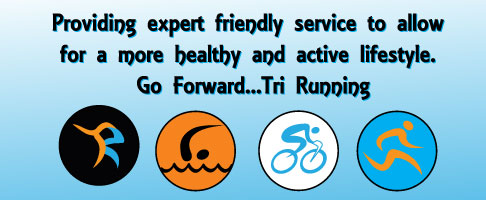 Providing expert friendly service to allow
for a more healthy and active lifestyle.
Go Forward...Tri Running